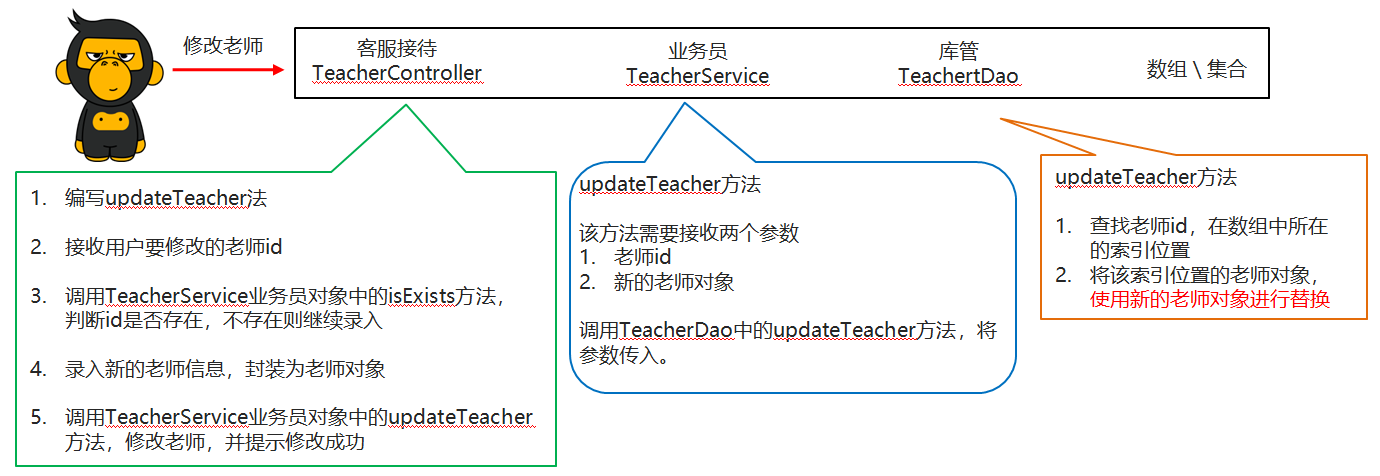 修改老师
客服接待
TeacherController
业务员
TeacherService
库管
TeachertDao
数组 \ 集合
1. 编写updateTeacher法
2. 接收用户要修改的老师id
3. 调用TeacherService业务员对象中的isExists方法，
判断id是否存在，不存在则继续录入
4. 录入新的老师信息，封装为老师对象
5. 调用TeacherService业务员对象中的updateTeacher
方法，修改老师，并提示修改成功
updateTeacher方法
该方法需要接收两个参数
1. 老师id
2. 新的老师对象
调用TeacherDao中的updateTeacher方法，将
参数传入。
updateTeacher方法
1. 查找老师id，在数组中所在
的索引位置
2. 将该索引位置的老师对象，
使用新的老师对象进行替换